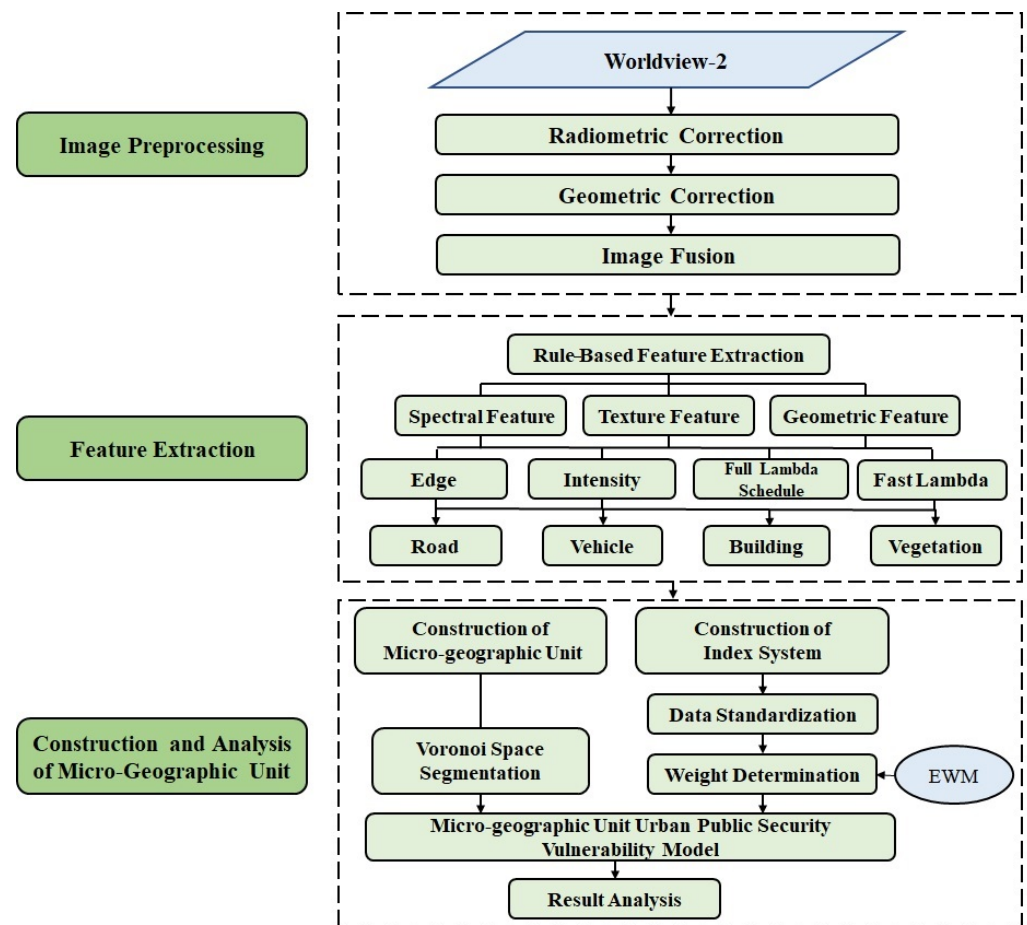 Worldview-2
Image Preprocessing
Radiometric Correction
Geometric Correction
Image Fusion
Feature Extraction
Rule-Based Feature Extraction
Spectral Feature
Texture Feature
Geometric Feature
Edge
Intensity
Full Lambda
Schedule
Fast Lambda
Road
Vehicle
Building
Vegetation
Construction and Analysis
of Micro-Geographic Unit
Construction of
Micro-geographic Unit
Construction of
Index System
Data Standardization
Voronoi Space
Segmentation
Weight Determination
EWM
Micro-geographic Unit Urban Public Security
Vulnerability Model
Result Analysis